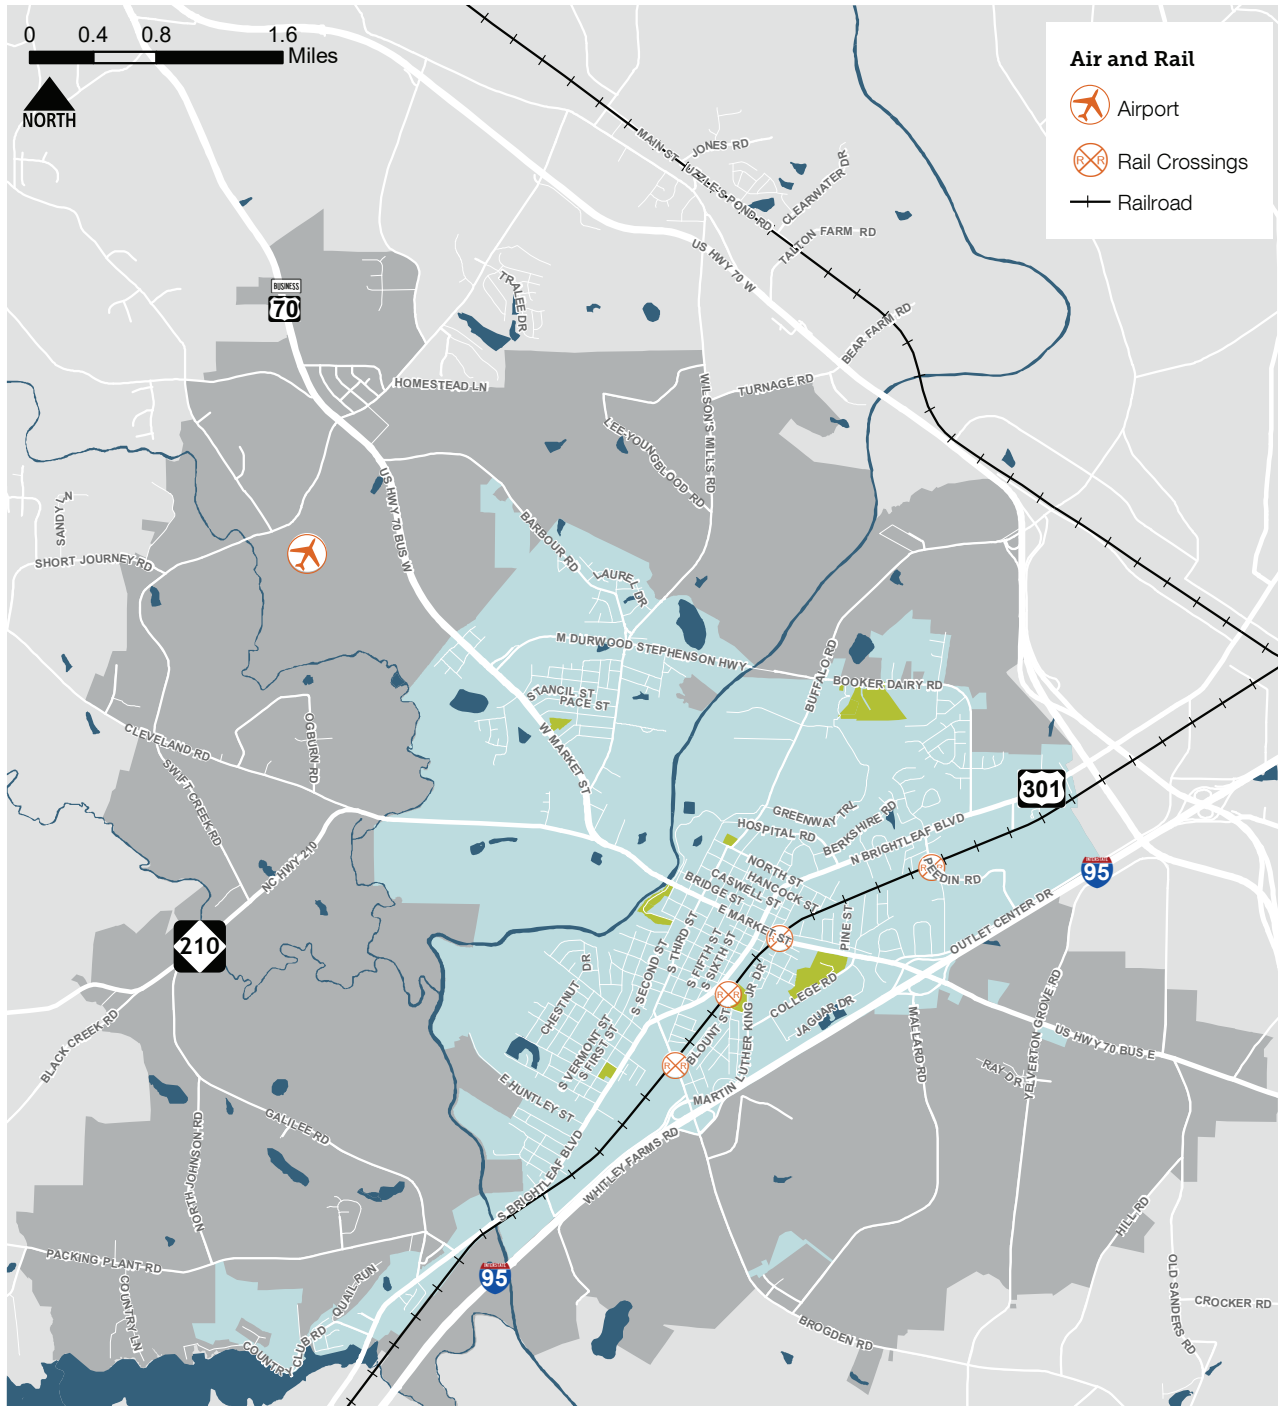 0 0.4 0.8 1.6
Miles
NORTH
Air and Rail
Airport
Rail Crossings
Railroad
MAIN ST
JONES RD
UZZLE'S POND RD
CLEARWATER DR
TALTON FARM RD
US HWY 70 W
TRALEE DR
BUSINESS
70
BEAR FARM RD
HOMESTEAD LN
TURNAGE RD
WILSON'S MILLS RD
LEE-YOUNGBLOOD RD
US HWY 70 BUS W
SANDY LN
BARBOUR RD
SHORT JOURNEY RD
LAUREL DR
M DURWOOD STEPHENSON HWY
BUFFALO RD
BOOKER DAIRY RD
STANCIL ST
PACE ST
OGBURN RD
CLEVELAND RD
W MARKET ST
SWIFT CREEK RD
301
GREENWAY TRL
HOSPITAL RD
BERKSHIRE RD
N BRIGHTLEAF BLVD
NC HWY 210
NORTH ST
HANCOCK ST
CASWELL ST
BRIDGE ST
R R
PEEDIN RD
95
E MARKET ST
PINE ST
OUTLET CENTER DR
210
S THIRD ST
S FIFTH ST
S SIXTH ST
S SECOND ST
CHESTNUT DR
R R
COLLEGE RD
JAGUAR DR
MARTIN LUTHER KING JR DR
BLOUNT ST
R R
YELVERTON GROVE RD
MALLARD RD
US HWY 70 BUS E
RAY DR
BLACK CREEK RD
S VERMONT ST
S FIRST ST
R R
E HUNTLEY ST
GALILEE RD
NORTH JOHNSON RD
S BRIGHTLEAF BLVD
WHITLEY FARMS RD
HILL RD
PACKING PLANT RD
COUNTRY LN
QUAIL RUN
95
OLD SANDERS RD
CROCKER RD
COUNTRY CLUB RD
BROGDEN RD